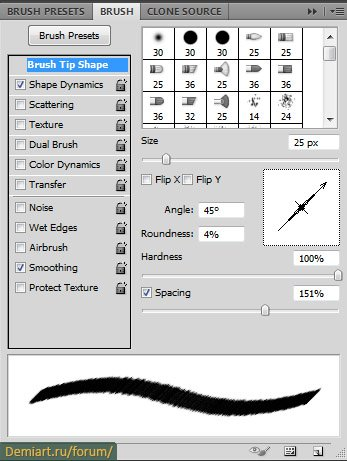 BRUSH PRESETS BRUSH CLONE SOURCE
Brush Presets
Brush Tip Shape
Shape Dynamics
Scattering
Texture
Dual Brush
Color Dynamics
Transfer
Noise
Wet Edges
Airbrush
Smoothing
Protect Texture
30 30 30 25 25
25 36 25 36 36
36 32 25 14 24
Size 25 px
Flip X Flip Y
Angle: 45º
Roundness: 4%
Hardness 100%
Spacing 151%
Demiart.ru/forum/